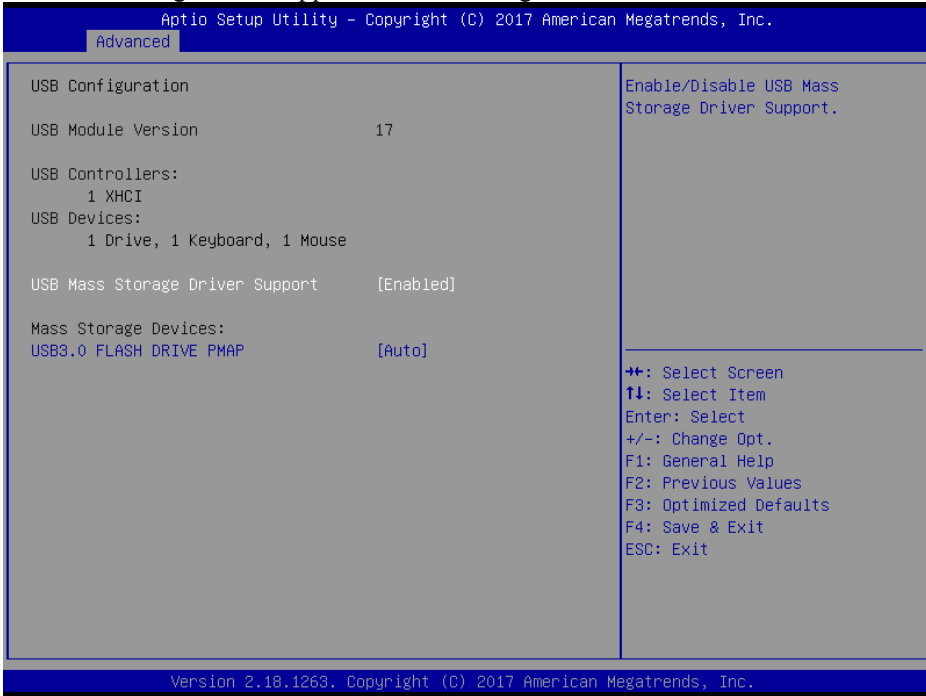 Aptio Setup Utility – Copyright (C) 2017 American Megatrends, Inc.
Advanced
USB Configuration
USB Module Version 17
USB Controllers:
1 XHCI
USB Devices:
1 Drive, 1 Keyboard, 1 Mouse
USB Mass Storage Driver Support [Enabled]
Mass Storage Devices:
USB3.0 FLASH DRIVE PMAP [Auto]
Enable/Disable USB Mass
Storage Driver Support.
→←: Select Screen
↑↓: Select Item
Enter: Select
+/-: Change Opt.
F1: General Help
F2: Previous Values
F3: Optimized Defaults
F4: Save & Exit
ESC: Exit
Version 2.18.1263. Copyright (C) 2017 American Megatrends, Inc.